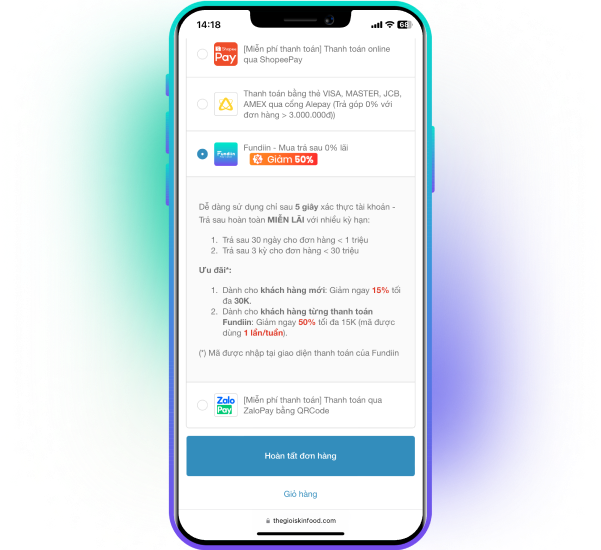 14:18
68
Shopee
Pay
[Miễn phí thanh toán] Thanh toán online
qua ShopeePay
Thanh toán bằng thẻ VISA, MASTER, JCB,
AMEX qua cổng Alepay (Trả góp 0% với
đơn hàng > 3.000.000đ))
Fundiin
Fundiin - Mua trả sau 0% lãi
Giảm 50%
Dễ dàng sử dụng chỉ sau 5 giây xác thực tài khoản -
Trả sau hoàn toàn MIỄN LÃI với nhiều kỳ hạn:
1. Trả sau 30 ngày cho đơn hàng < 1 triệu
2. Trả sau 3 kỳ cho đơn hàng < 30 triệu
Ưu đãi*:
1. Dành cho khách hàng mới: Giảm ngay 15% tối
đa 30K.
2. Dành cho khách hàng từng thanh toán
Fundiin: Giảm ngay 50% tối đa 15K (mã được
dùng 1 lần/tuần).
(*) Mã được nhập tại giao diện thanh toán của Fundiin
Zalo
Pay
[Miễn phí thanh toán] Thanh toán qua
ZaloPay bằng QRCode
Hoàn tất đơn hàng
Giỏ hàng
thegioiskinfood.com